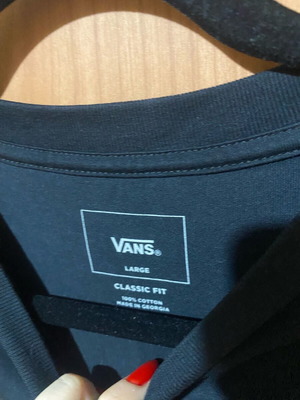 VANS®
LARGE
CLASSIC FIT
100% COTTON
MADE IN GEORGIA